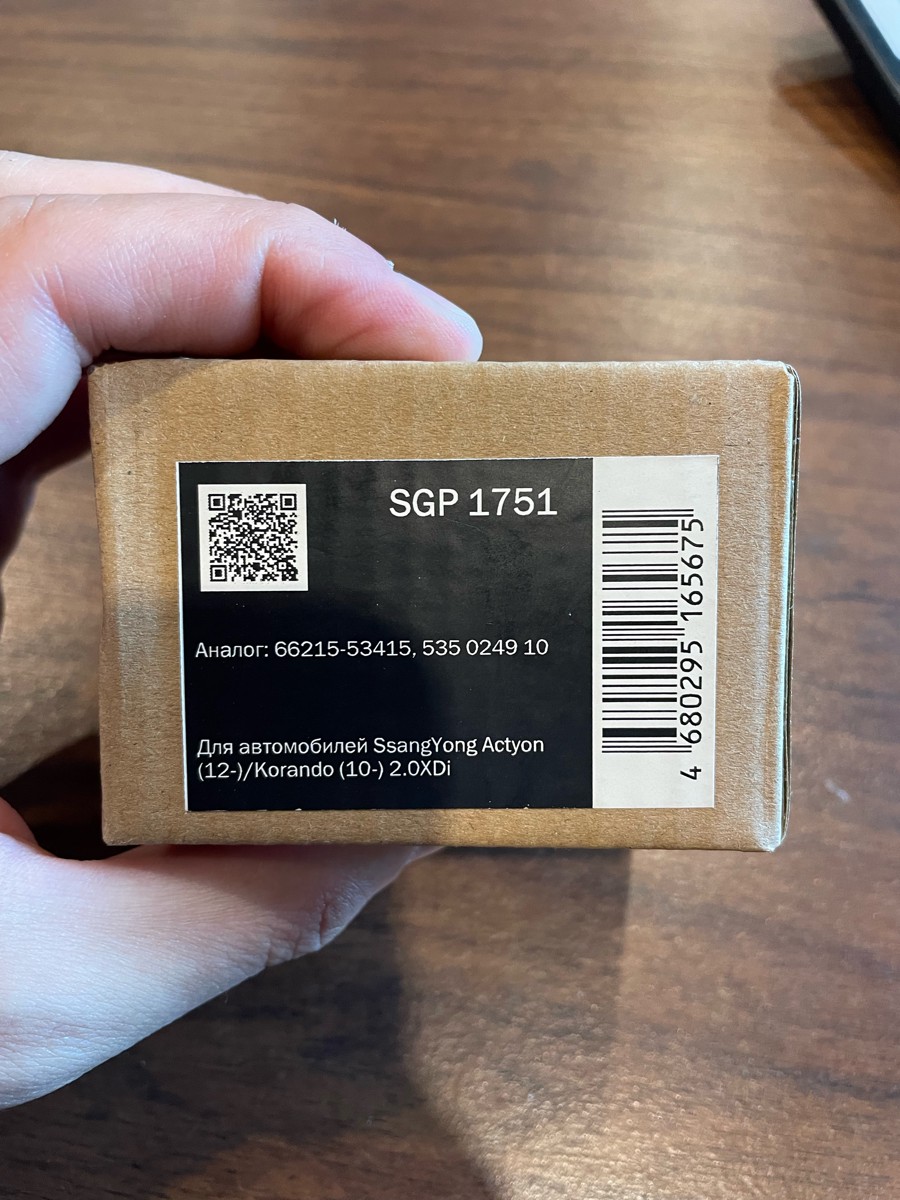 SGP 1751
Аналог: 66215-53415, 535 0249 10
Для автомобилей SsangYong Actyon
(12-)/Korando (10-) 2.0XDi
4 680295 165675